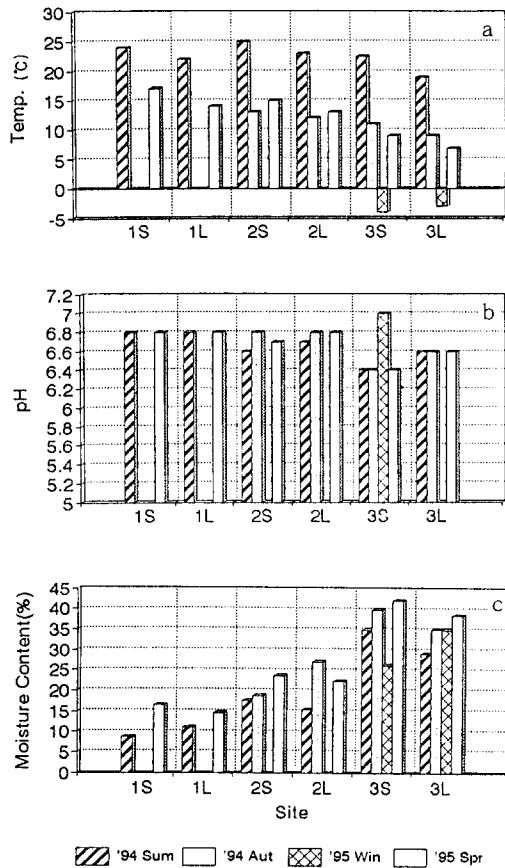 a
Temp. (℃)
30
25
20
15
10
5
0
-5
1S 1L 2S 2L 3S 3L
b
pH
7.2
7
6.8
6.6
6.4
6.2
6
5.8
5.6
5.4
5.2
5
1S 1L 2S 2L 3S 3L
c
Moisture Content(%)
45
40
35
30
25
20
15
10
5
0
1S 1L 2S 2L 3S 3L
Site
'94 Sum '94 Aut '95 Win '95 Spr